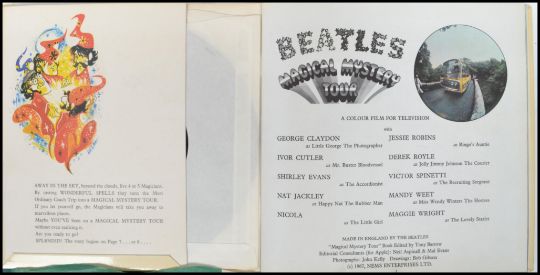 AWAY IN THE SKY, beyond the clouds, live 4 or 5 Magicians.
By casting WONDERFUL SPELLS they turn the Most
Ordinary Coach Trip into a MAGICAL MYSTERY TOUR.
If you let yourself go, the Magicians will take you away to
marvellous places.
Maybe YOU'VE been on a MAGICAL MYSTERY TOUR
without even realising it.
Are you ready to go?
SPLENDID!
BEATLES
MAGICAL MYSTERY
TOUR
A COLOUR FILM FOR TELEVISION
with
GEORGE CLAYDON
as Little George The Photographer
JESSIE ROBINS
as Ringo's Auntie
IVOR CUTLER
as Mr. Buster Bloodvessel
DEREK ROYLE
as Jolly Jimmy Johnson The Courier
SHIRLEY EVANS
as The Accordionist
VICTOR SPINETTI
as The Recruiting Sergeant
NAT JACKLEY
as Happy Nat The Rubber Man
MANDY WEET
as Miss Wendy Winters The Hostess
NICOLA
as The Little Girl
MAGGIE WRIGHT
as The Lovely Starlet
MADE IN ENGLAND BY THE BEATLES
"Magical Mystery Tour" Book Edited by Tony Barrow
Editorial Consultants (for Apple): Neil Aspinall and Mal Evans
Photographs: John Kelly Drawings: Bob Gibson
(c) 1967, NEMS ENTERPRISES LTD.